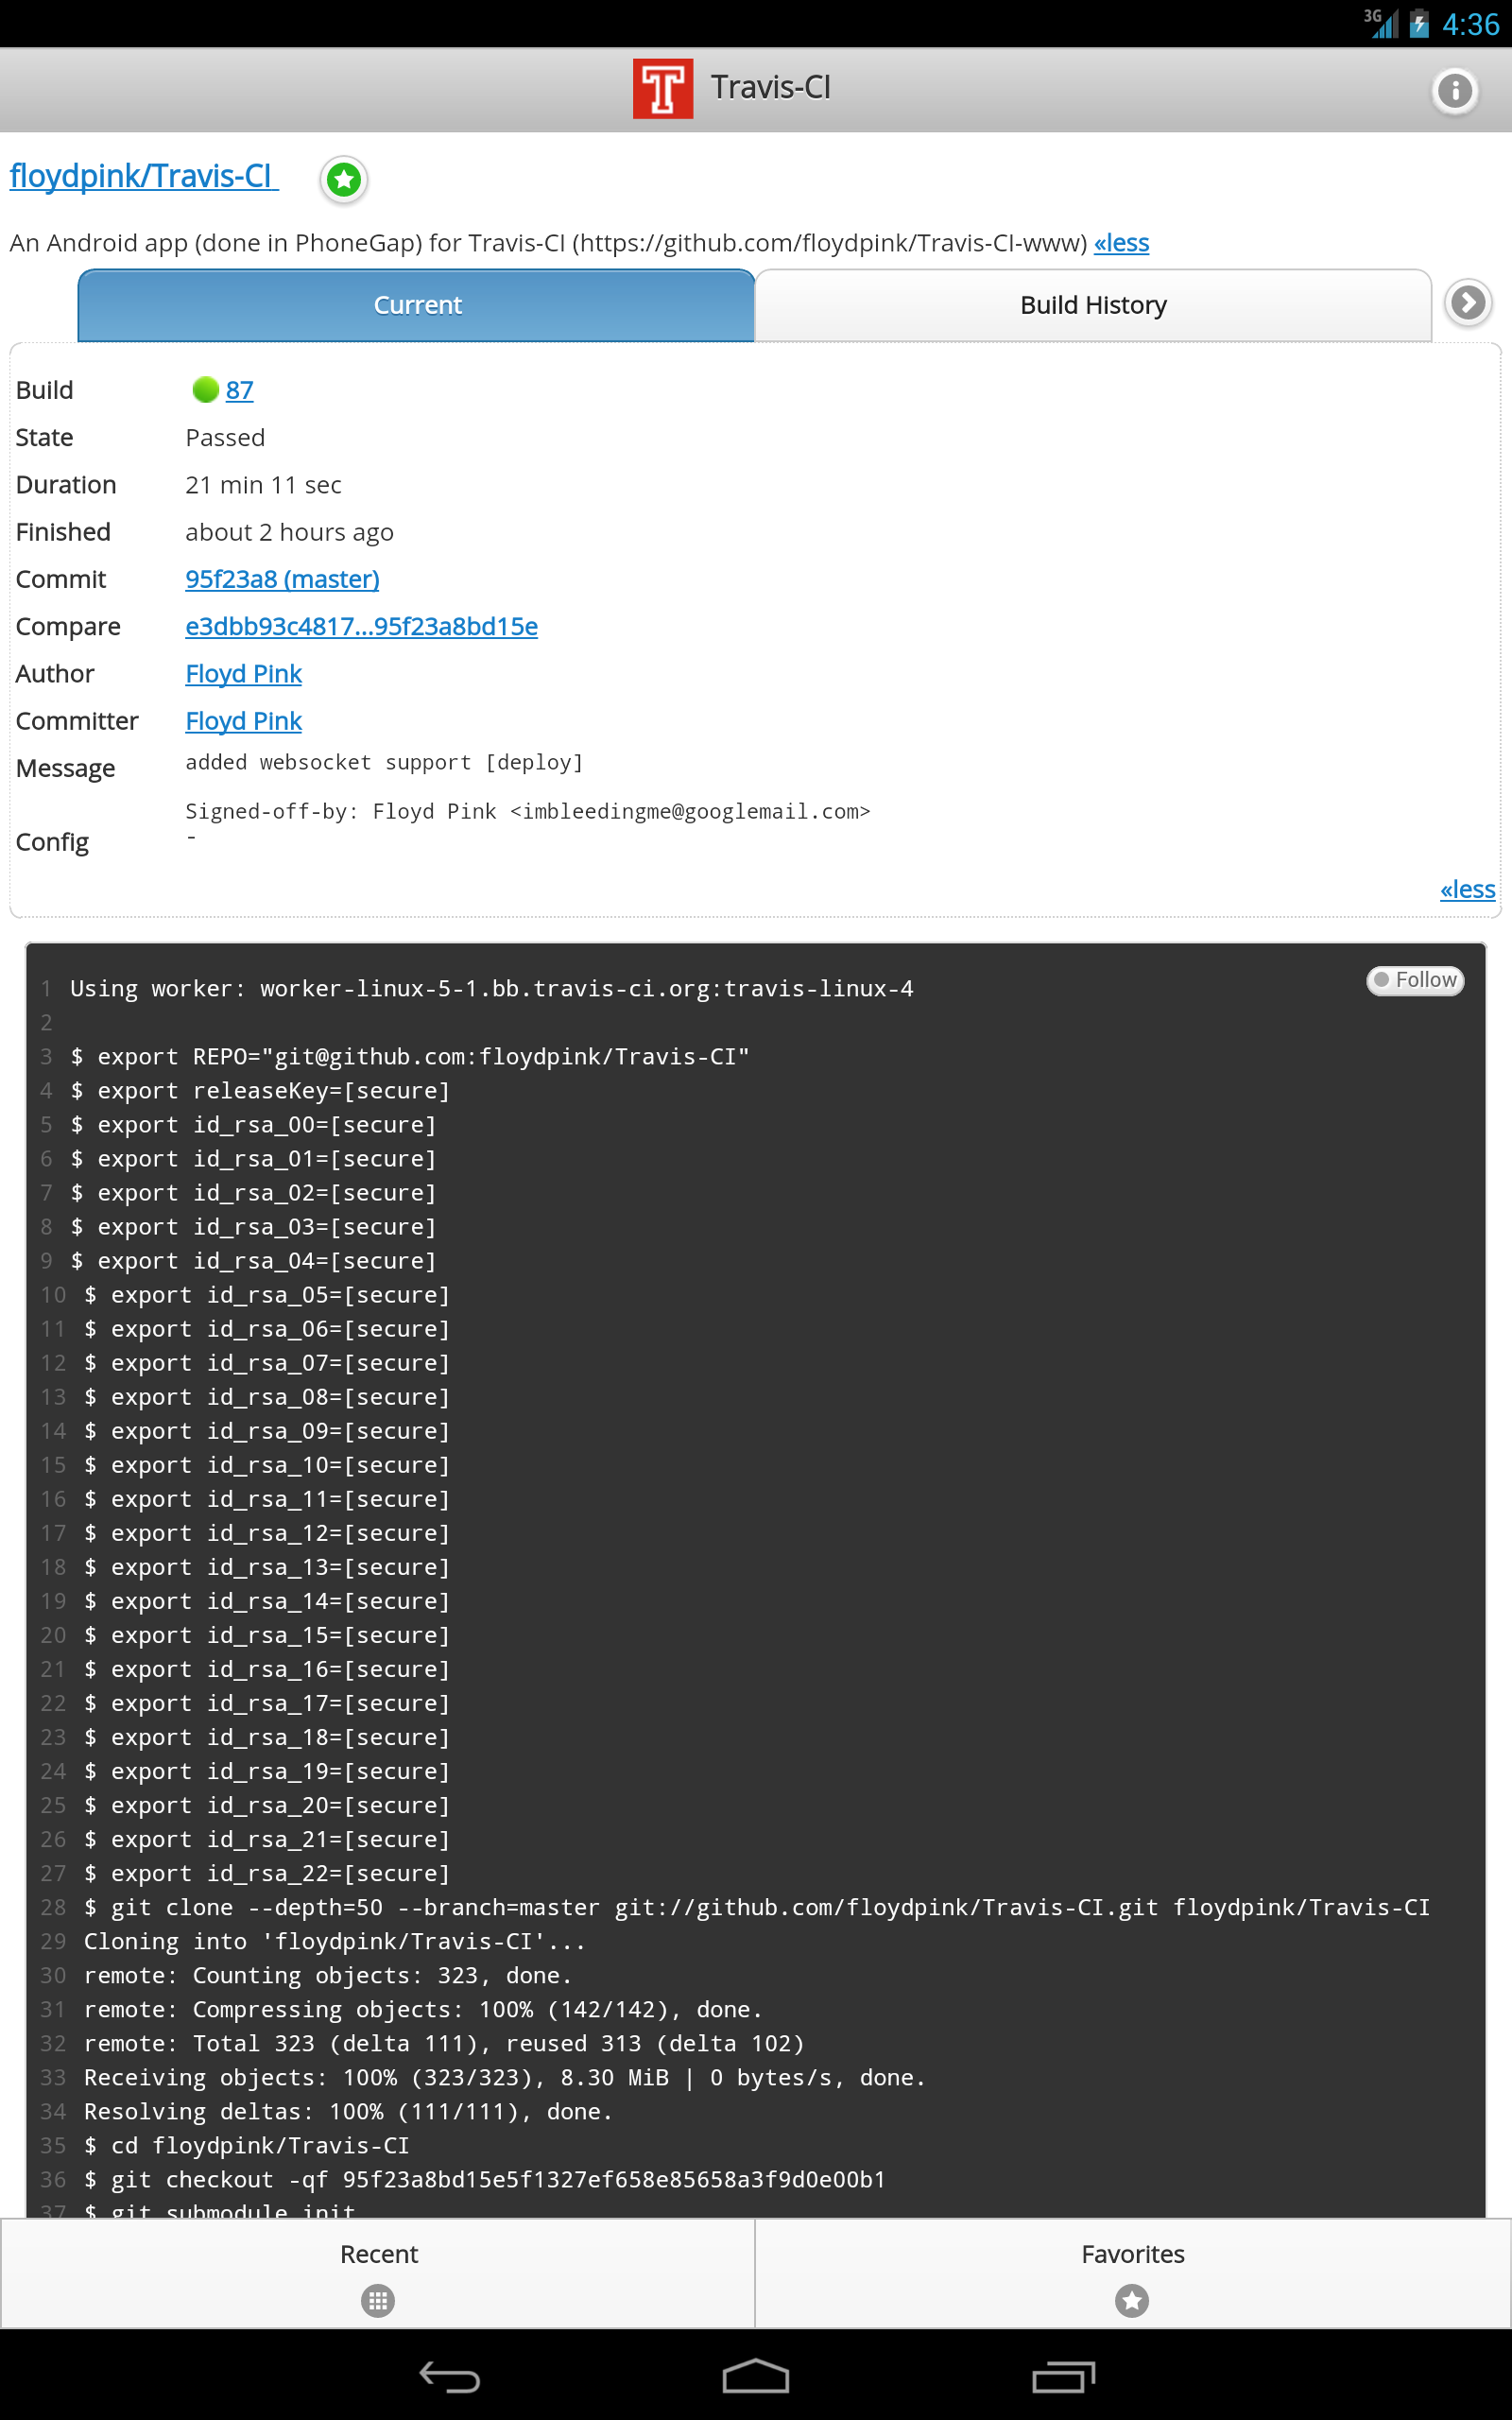 3G 4:36
T Travis-CI
floydpink/Travis-CI
An Android app (done in PhoneGap) for Travis-CI (https://github.com/floydpink/Travis-CI-www) «less
Current Build History
Build 87
State Passed
Duration 21 min 11 sec
Finished about 2 hours ago
Commit 95f23a8 (master)
Compare e3dbb93c4817...95f23a8bd15e
Author Floyd Pink
Committer Floyd Pink
Message added websocket support [deploy]
Signed-off-by: Floyd Pink <imbleedingme@googlemail.com>
Config -
«less
Follow
1 Using worker: worker-linux-5-1.bb.travis-ci.org:travis-linux-4
2
3 $ export REPO="git@github.com:floydpink/Travis-CI"
4 $ export releaseKey=[secure]
5 $ export id_rsa_00=[secure]
6 $ export id_rsa_01=[secure]
7 $ export id_rsa_02=[secure]
8 $ export id_rsa_03=[secure]
9 $ export id_rsa_04=[secure]
10 $ export id_rsa_05=[secure]
11 $ export id_rsa_06=[secure]
12 $ export id_rsa_07=[secure]
13 $ export id_rsa_08=[secure]
14 $ export id_rsa_09=[secure]
15 $ export id_rsa_10=[secure]
16 $ export id_rsa_11=[secure]
17 $ export id_rsa_12=[secure]
18 $ export id_rsa_13=[secure]
19 $ export id_rsa_14=[secure]
20 $ export id_rsa_15=[secure]
21 $ export id_rsa_16=[secure]
22 $ export id_rsa_17=[secure]
23 $ export id_rsa_18=[secure]
24 $ export id_rsa_19=[secure]
25 $ export id_rsa_20=[secure]
26 $ export id_rsa_21=[secure]
27 $ export id_rsa_22=[secure]
28 $ git clone --depth=50 --branch=master git://github.com/floydpink/Travis-CI.git floydpink/Travis-CI
29 Cloning into 'floydpink/Travis-CI'...
30 remote: Counting objects: 323, done.
31 remote: Compressing objects: 100% (142/142), done.
32 remote: Total 323 (delta 111), reused 313 (delta 102)
33 Receiving objects: 100% (323/323), 8.30 MiB | 0 bytes/s, done.
34 Resolving deltas: 100% (111/111), done.
35 $ cd floydpink/Travis-CI
36 $ git checkout -qf 95f23a8bd15e5f1327ef658e85658a3f9d0e00b1
37 $ git submodule init
Recent Favorites